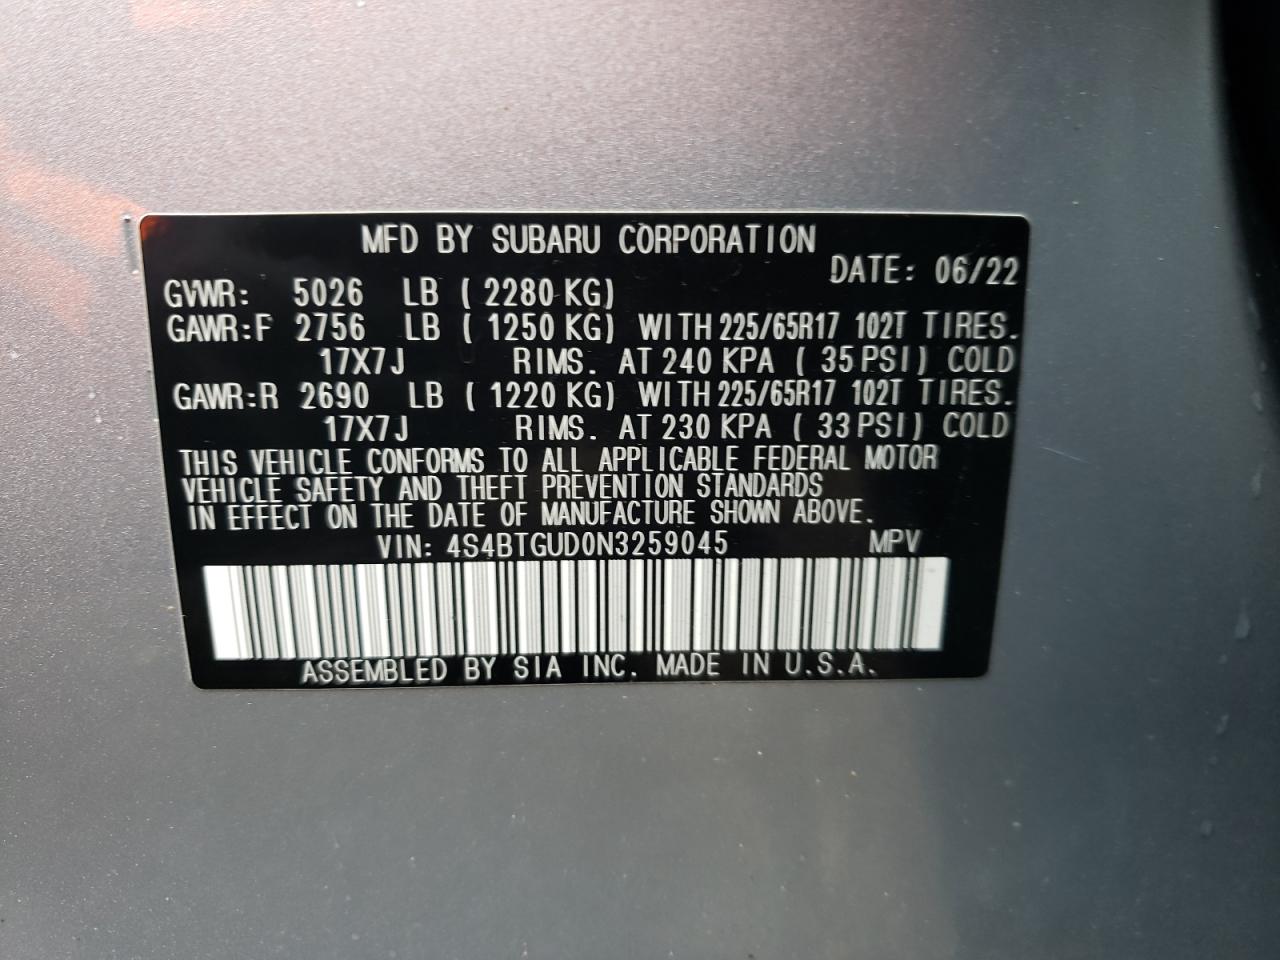 MFD BY SUBARU CORPORATION
DATE: 06/22
GVWR: 5026 LB ( 2280 KG)
GAWR:F 2756 LB ( 1250 KG) WITH 225/65R17 102T TIRES.
17X7J RIMS. AT 240 KPA ( 35 PSI) COLD
GAWR:R 2690 LB ( 1220 KG) WITH 225/65R17 102T TIRES.
17X7J RIMS. AT 230 KPA ( 33 PSI) COLD
THIS VEHICLE CONFORMS TO ALL APPLICABLE FEDERAL MOTOR
VEHICLE SAFETY AND THEFT PREVENTION STANDARDS
IN EFFECT ON THE DATE OF MANUFACTURE SHOWN ABOVE.
VIN: 4S4BTGUD0N3259045 MPV
ASSEMBLED BY SIA INC. MADE IN U.S.A.